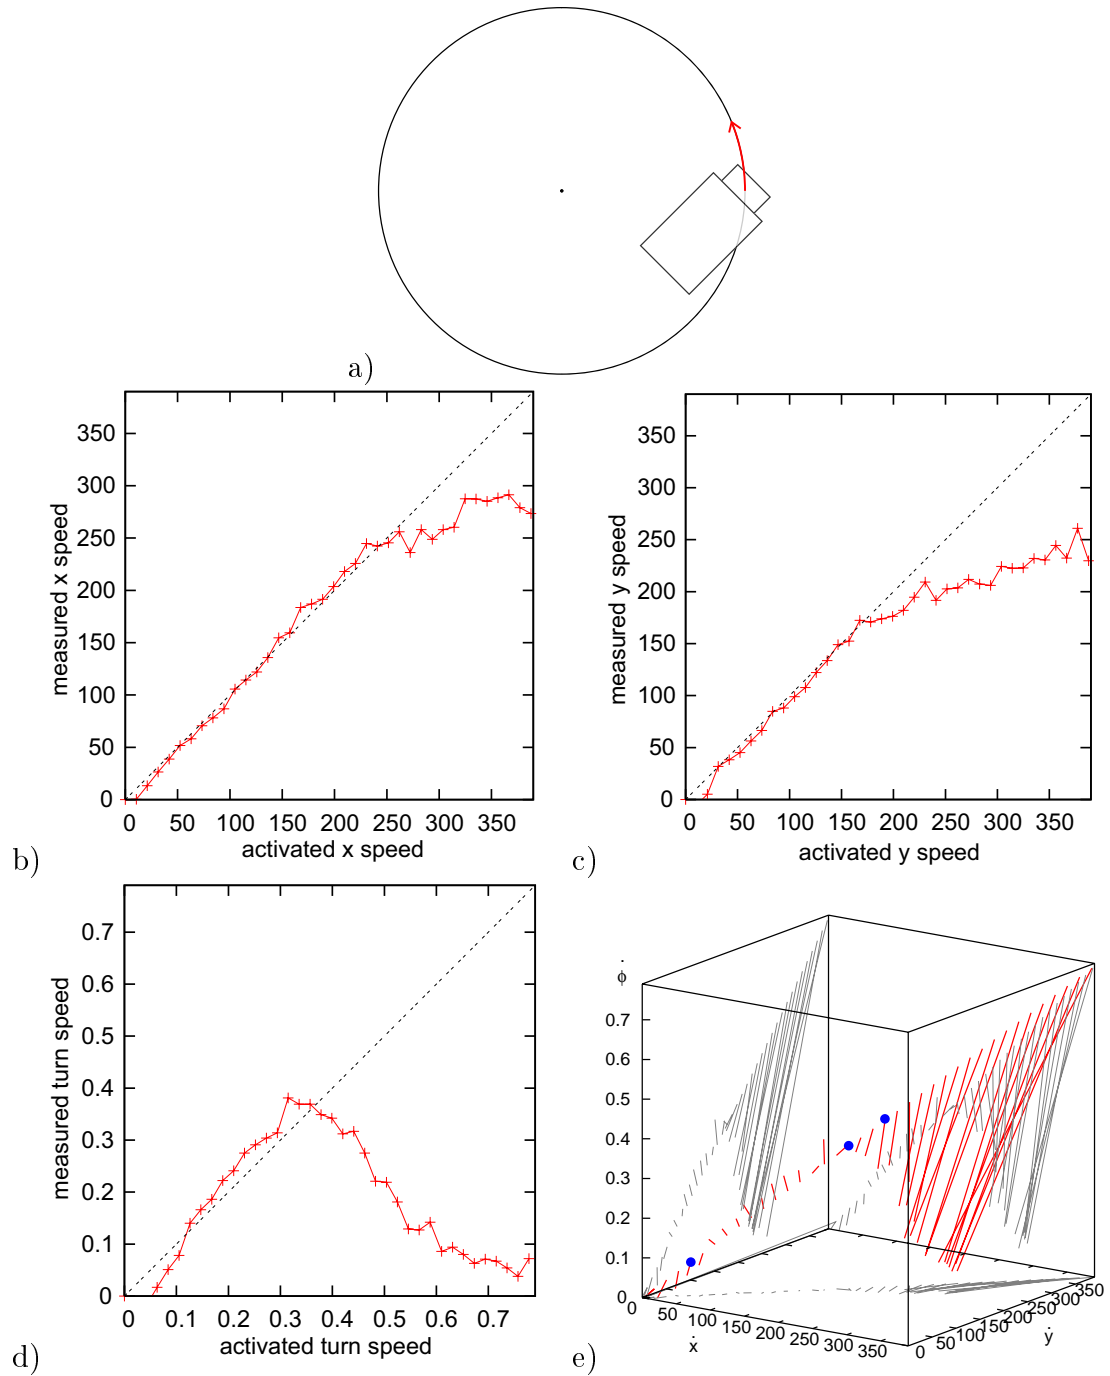 a)
350
300
250
200
150
100
50
0
measured x speed
0 50 100 150 200 250 300 350
activated x speed
b)
350
300
250
200
150
100
50
0
measured y speed
0 50 100 150 200 250 300 350
activated y speed
c)
0.7
0.6
0.5
0.4
0.3
0.2
0.1
0
measured turn speed
0 0.1 0.2 0.3 0.4 0.5 0.6 0.7
activated turn speed
d)
ϕ̇
0.7
0.6
0.5
0.4
0.3
0.2
0.1
0
0 50 100 150 200 250 300 350
ẋ
0 50 100 150 200 250 300 350
ẏ
e)